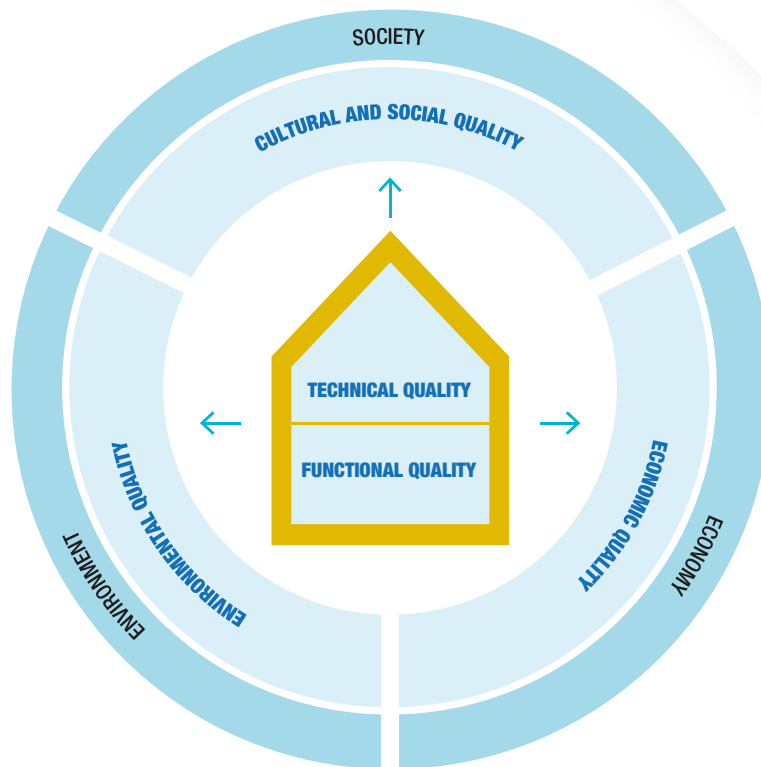 SOCIETY
CULTURAL AND SOCIAL QUALITY
TECHNICAL QUALITY
FUNCTIONAL QUALITY
ENVIRONMENTAL QUALITY
ENVIRONMENT
ECONOMIC QUALITY
ECONOMY